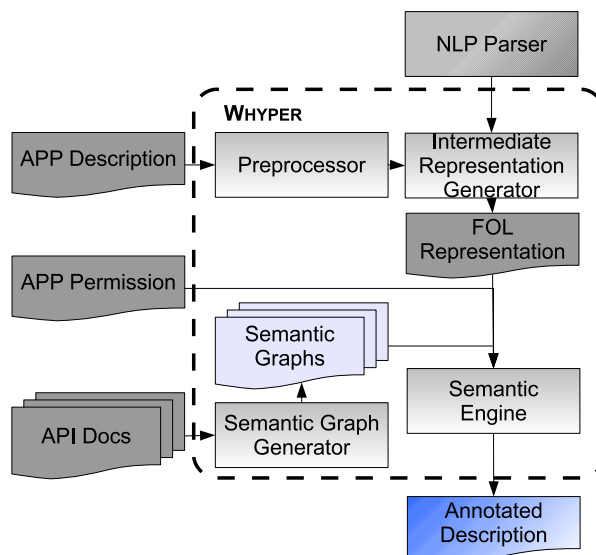 NLP Parser
WHYPER
APP Description
Preprocessor
Intermediate
Representation
Generator
FOL
Representation
APP Permission
Semantic
Graphs
Semantic
Engine
API Docs
Semantic Graph
Generator
Annotated
Description